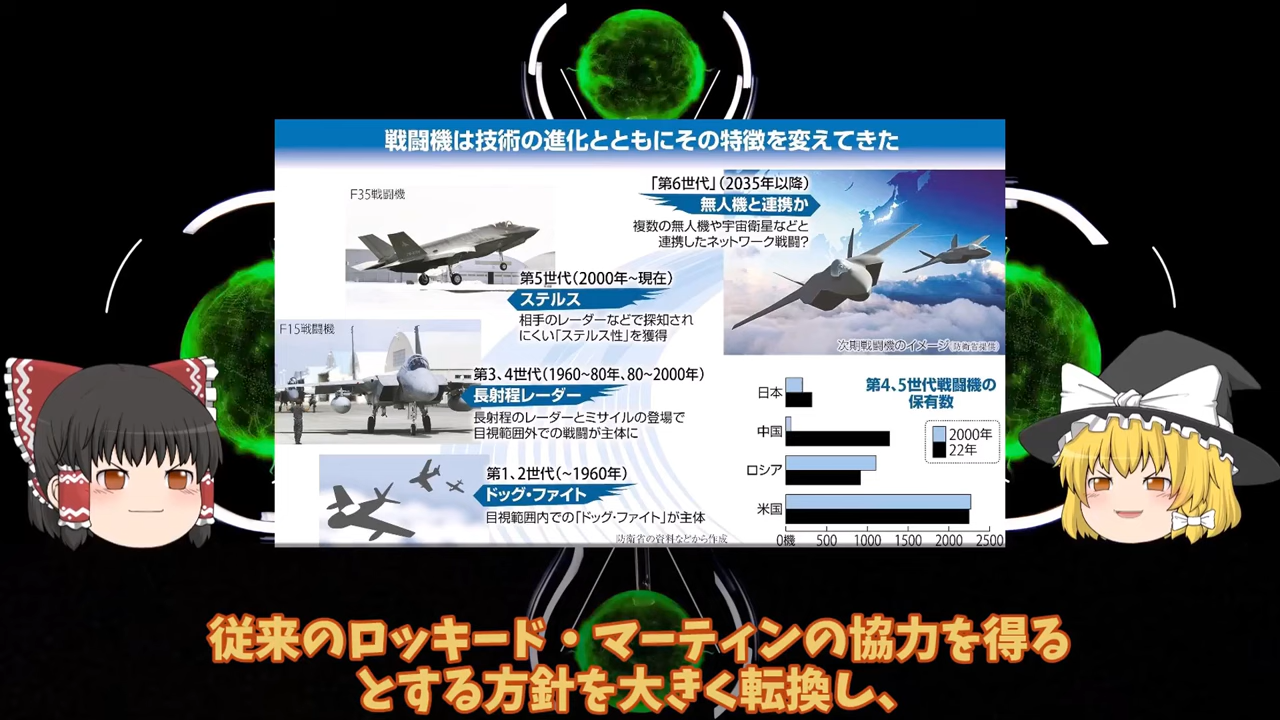 戦闘機は技術の進化とともにその特徴を変えてきた
F35戦闘機
「第6世代」(2035年以降)
無人機と連携か
複数の無人機や宇宙衛星などと
連携したネットワーク戦闘?
次期戦闘機のイメージ(防衛省提供)
第5世代(2000年~現在)
ステルス
相手のレーダーなどで探知され
にくい「ステルス性」を獲得
F15戦闘機
第3、4世代(1960~80年、80~2000年)
長射程レーダー
長射程のレーダーとミサイルの登場で
目視範囲外での戦闘が主体に
第1、2世代(~1960年)
ドッグ・ファイト
目視範囲内での「ドッグ・ファイト」が主体
防衛省の資料などから作成
第4、5世代戦闘機の
保有数
2000年
22年
日本
中国
ロシア
米国
0機 500 1000 1500 2000 2500
従来のロッキード・マーティンの協力を得る
とする方針を大きく転換し、